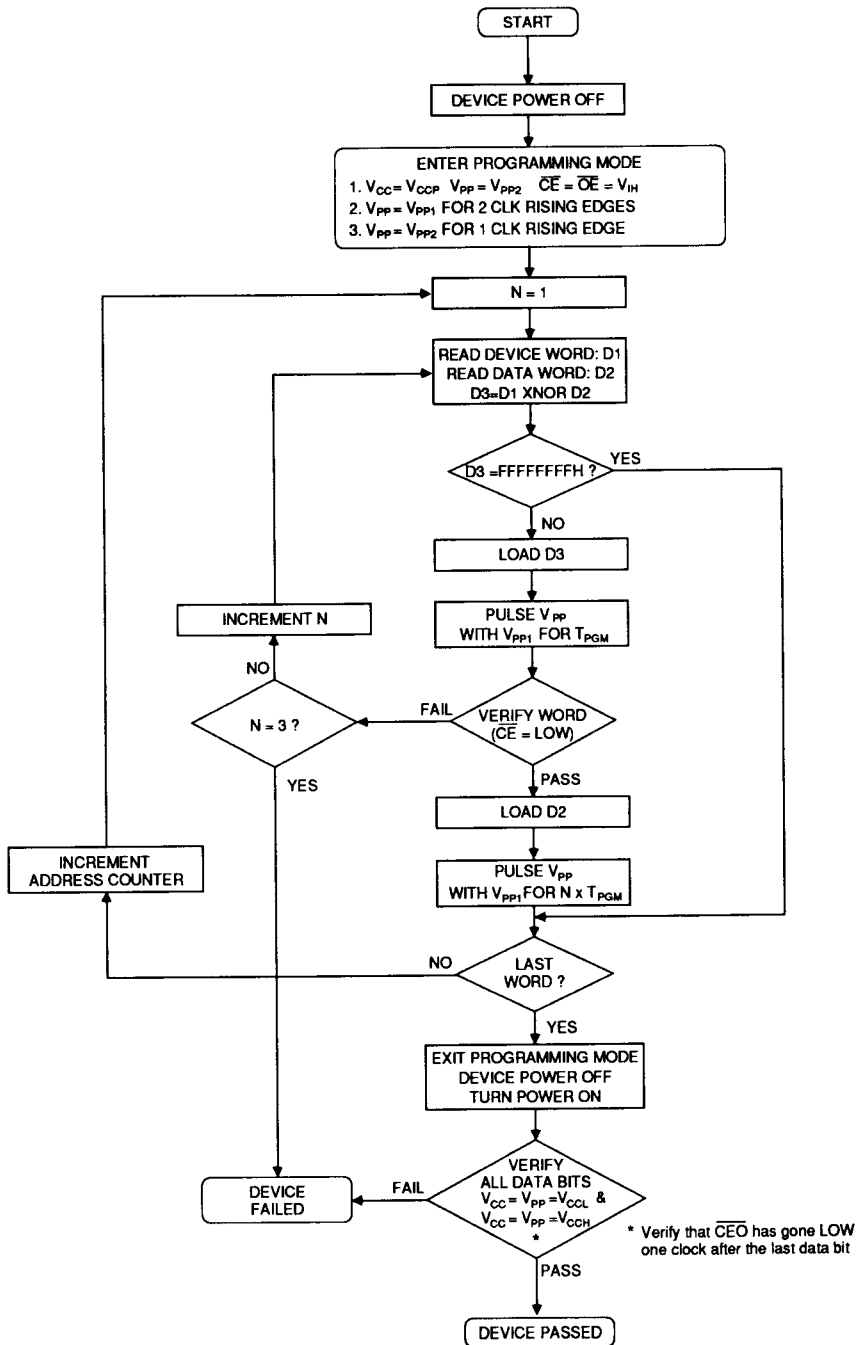 START
DEVICE POWER OFF
ENTER PROGRAMMING MODE
1. VCC = VCCP VPP = VPP2 C̅E̅ = O̅E̅ = VIH
2. VPP = VPP1 FOR 2 CLK RISING EDGES
3. VPP = VPP2 FOR 1 CLK RISING EDGE
N = 1
READ DEVICE WORD: D1
READ DATA WORD: D2
D3=D1 XNOR D2
D3 =FFFFFFFFH ?
YES
NO
LOAD D3
INCREMENT N
PULSE VPP
WITH VPP1 FOR TPGM
NO
N = 3 ?
FAIL
VERIFY WORD
(C̅E̅ = LOW)
YES
PASS
LOAD D2
INCREMENT
ADDRESS COUNTER
PULSE VPP
WITH VPP1 FOR N x TPGM
NO
LAST
WORD ?
YES
EXIT PROGRAMMING MODE
DEVICE POWER OFF
TURN POWER ON
DEVICE
FAILED
FAIL
VERIFY
ALL DATA BITS
VCC = VPP =VCCL &
VCC = VPP =VCCH
*
* Verify that C̅E̅O̅ has gone LOW
one clock after the last data bit
PASS
DEVICE PASSED